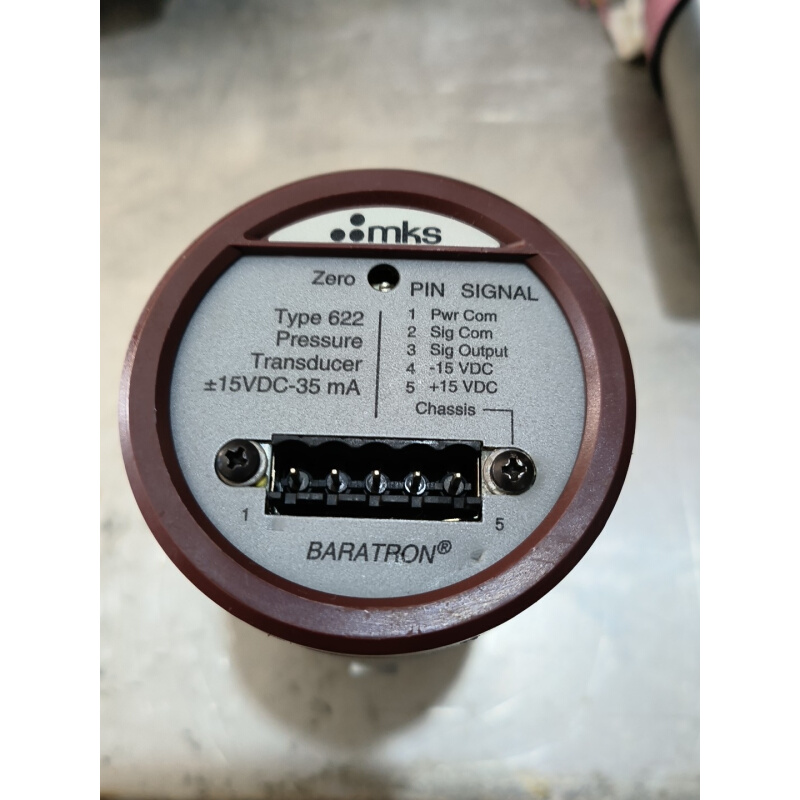 mks
Zero
Type 622
Pressure
Transducer
±15VDC-35 mA
PIN SIGNAL
1 Pwr Com
2 Sig Com
3 Sig Output
4 -15 VDC
5 +15 VDC
Chassis
1 5
BARATRON®